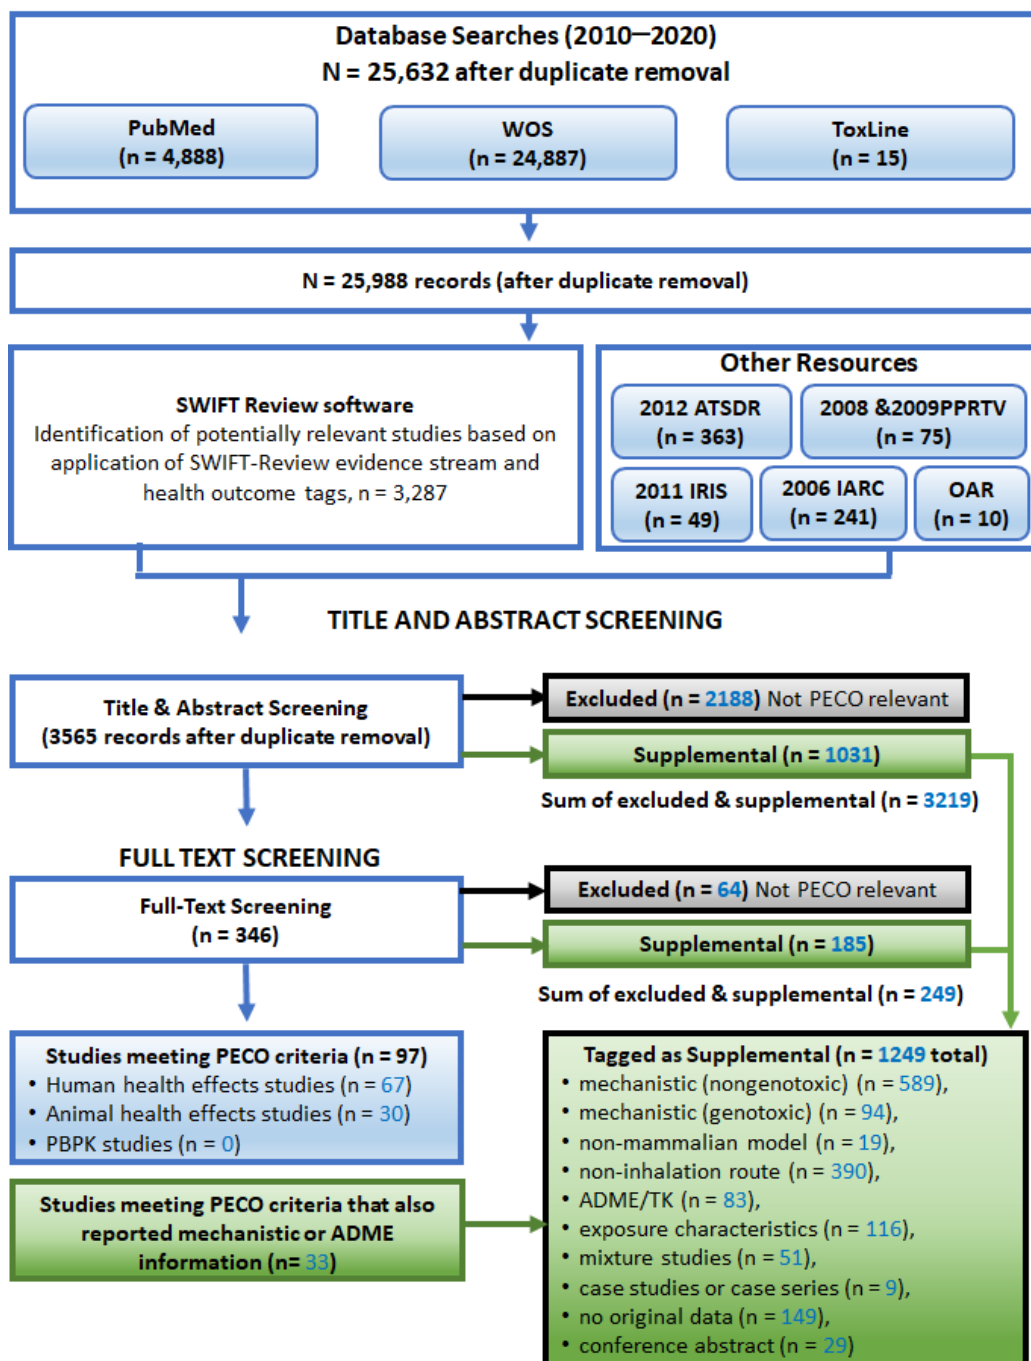 Database Searches (2010—2020)
N = 25,632 after duplicate removal
PubMed
(n = 4,888)
WOS
(n = 24,887)
ToxLine
(n = 15)
N = 25,988 records (after duplicate removal)
SWIFT Review software
Identification of potentially relevant studies based on
application of SWIFT-Review evidence stream and
health outcome tags, n = 3,287
Other Resources
2012 ATSDR
(n = 363)
2008 &2009PPRTV
(n = 75)
2011 IRIS
(n = 49)
2006 IARC
(n = 241)
OAR
(n = 10)
TITLE AND ABSTRACT SCREENING
Title & Abstract Screening
(3565 records after duplicate removal)
Excluded (n = 2188) Not PECO relevant
Supplemental (n = 1031)
Sum of excluded & supplemental (n = 3219)
FULL TEXT SCREENING
Full-Text Screening
(n = 346)
Excluded (n = 64) Not PECO relevant
Supplemental (n = 185)
Sum of excluded & supplemental (n = 249)
Studies meeting PECO criteria (n = 97)
• Human health effects studies (n = 67)
• Animal health effects studies (n = 30)
• PBPK studies (n = 0)
Studies meeting PECO criteria that also
reported mechanistic or ADME
information (n= 33)
Tagged as Supplemental (n = 1249 total)
• mechanistic (nongenotoxic) (n = 589),
• mechanistic (genotoxic) (n = 94),
• non-mammalian model (n = 19),
• non-inhalation route (n = 390),
• ADME/TK (n = 83),
• exposure characteristics (n = 116),
• mixture studies (n = 51),
• case studies or case series (n = 9),
• no original data (n = 149),
• conference abstract (n = 29)